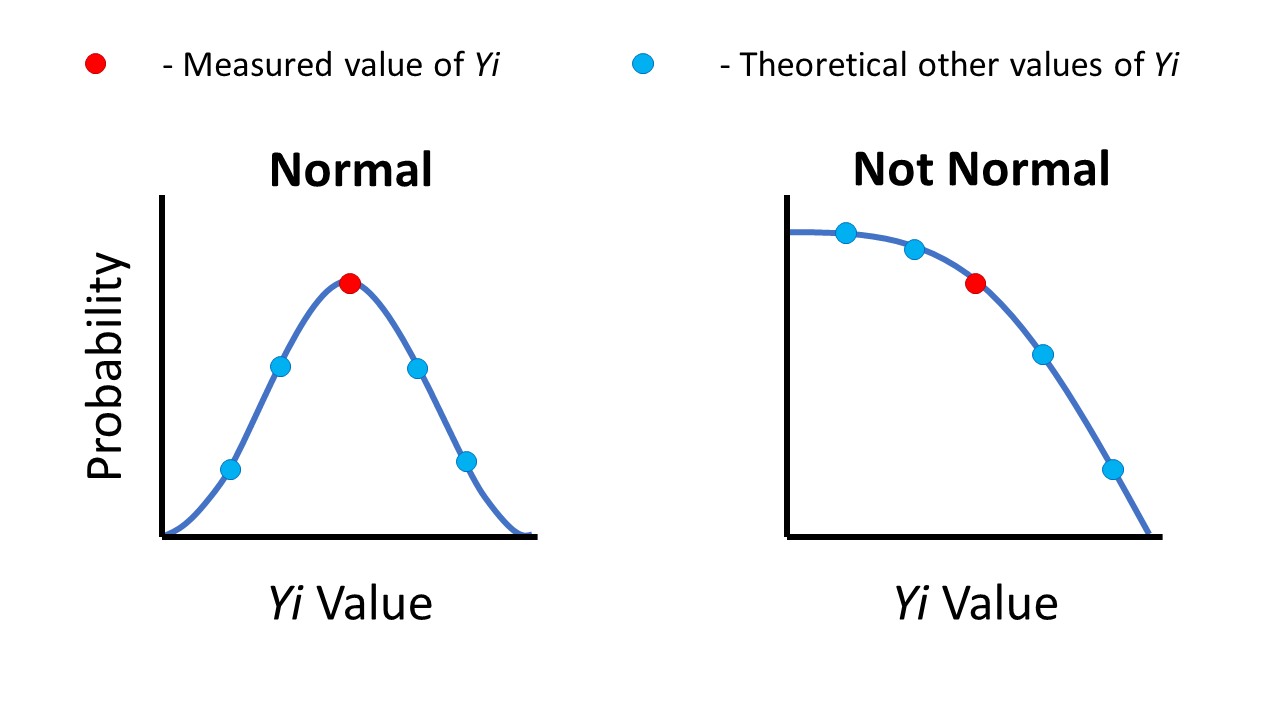 - Measured value of Yi
- Theoretical other values of Yi
Normal
Not Normal
Probability
Yi Value
Yi Value